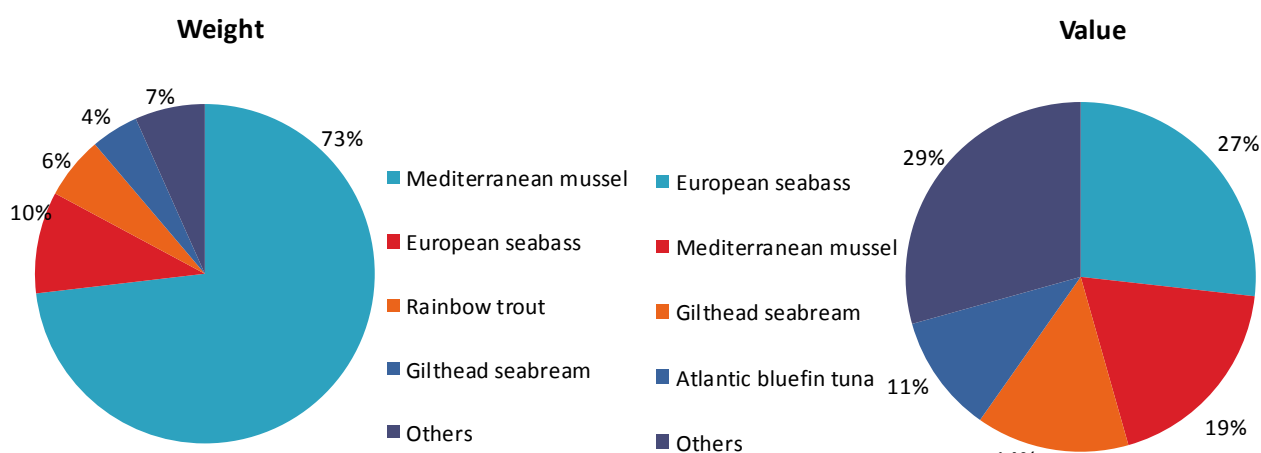 Weight
73%
10%
6%
4%
7%
Mediterranean mussel
European seabass
Rainbow trout
Gilthead seabream
Others
Value
European seabass
Mediterranean mussel
Gilthead seabream
Atlantic bluefin tuna
Others
27%
19%
11%
29%